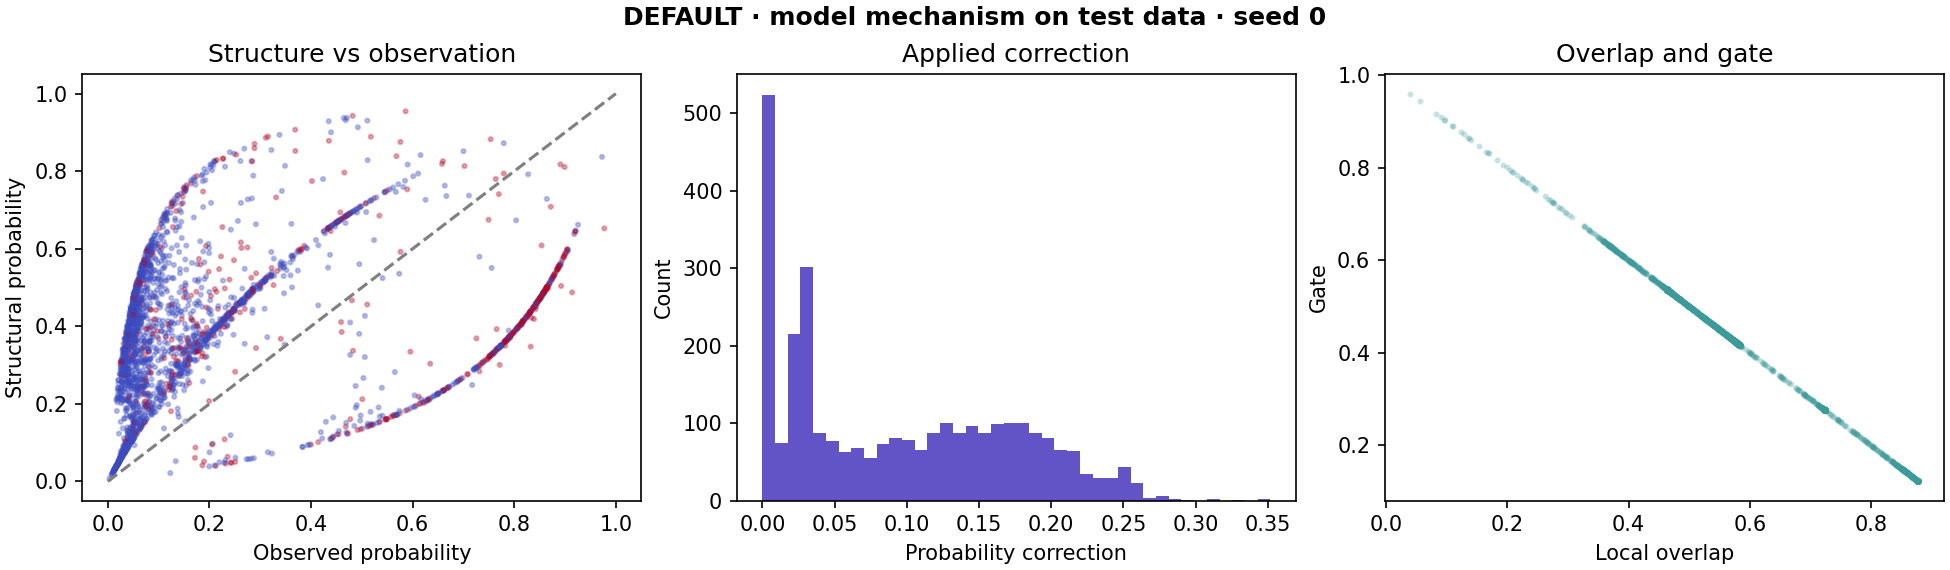 DEFAULT · model mechanism on test data · seed 0
Structure vs observation
Structural probability
1.0
0.8
0.6
0.4
0.2
0.0
0.0 0.2 0.4 0.6 0.8 1.0
Observed probability
Applied correction
Count
500
400
300
200
100
0
0.00 0.05 0.10 0.15 0.20 0.25 0.30 0.35
Probability correction
Overlap and gate
Gate
1.0
0.8
0.6
0.4
0.2
0.0 0.2 0.4 0.6 0.8
Local overlap